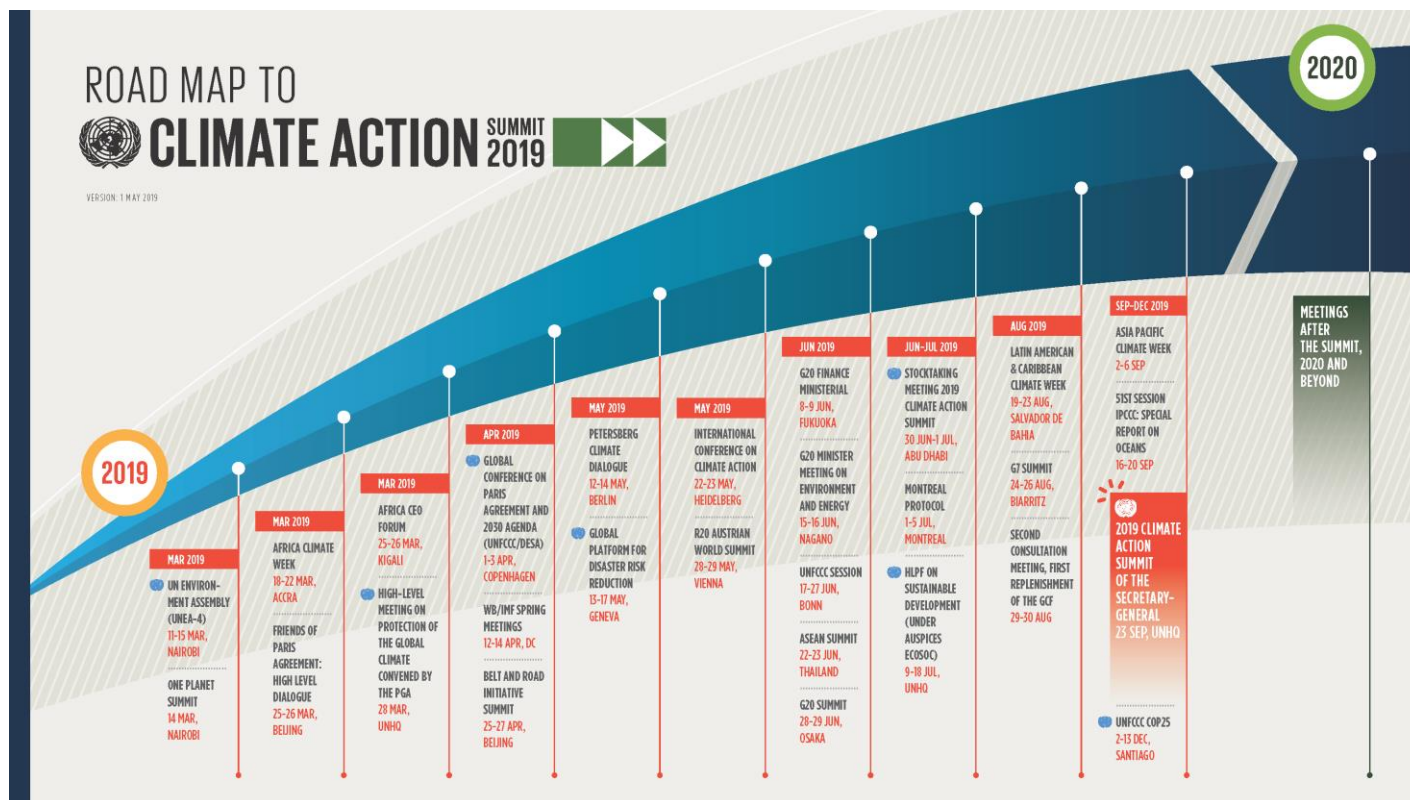 ROAD MAP TO
CLIMATE ACTION SUMMIT 2019
VERSION: 1 MAY 2019
2019
2020
MAR 2019
UN ENVIRON-
MENT ASSEMBLY
(UNEA-4)
11-15 MAR,
NAIROBI
ONE PLANET
SUMMIT
14 MAR,
NAIROBI
MAR 2019
AFRICA CLIMATE
WEEK
18-22 MAR,
ACCRA
FRIENDS OF
PARIS
AGREEMENT:
HIGH LEVEL
DIALOGUE
25-26 MAR,
BEIJING
MAR 2019
AFRICA CEO
FORUM
25-26 MAR,
KIGALI
HIGH-LEVEL
MEETING ON
PROTECTION OF
THE GLOBAL
CLIMATE
CONVENED BY
THE PGA
28 MAR,
UNHQ
APR 2019
GLOBAL
CONFERENCE ON
PARIS
AGREEMENT AND
2030 AGENDA
(UNFCCC/DESA)
1-3 APR,
COPENHAGEN
WB/IMF SPRING
MEETINGS
12-14 APR, DC
BELT AND ROAD
INITIATIVE
SUMMIT
25-27 APR,
BEIJING
MAY 2019
PETERSBERG
CLIMATE
DIALOGUE
12-14 MAY,
BERLIN
GLOBAL
PLATFORM FOR
DISASTER RISK
REDUCTION
13-17 MAY,
GENEVA
MAY 2019
INTERNATIONAL
CONFERENCE ON
CLIMATE ACTION
22-23 MAY,
HEIDELBERG
R20 AUSTRIAN
WORLD SUMMIT
28-29 MAY,
VIENNA
JUN 2019
G20 FINANCE
MINISTERIAL
8-9 JUN,
FUKUOKA
G20 MINISTER
MEETING ON
ENVIRONMENT
AND ENERGY
15-16 JUN,
NAGANO
UNFCCC SESSION
17-27 JUN,
BONN
ASEAN SUMMIT
22-23 JUN,
THAILAND
G20 SUMMIT
28-29 JUN,
OSAKA
JUN-JUL 2019
STOCKTAKING
MEETING 2019
CLIMATE ACTION
SUMMIT
30 JUN-1 JUL,
ABU DHABI
MONTREAL
PROTOCOL
1-5 JUL,
MONTREAL
HLPF ON
SUSTAINABLE
DEVELOPMENT
(UNDER
AUSPICES
ECOSOC)
9-18 JUL,
UNHQ
AUG 2019
LATIN AMERICAN
& CARIBBEAN
CLIMATE WEEK
19-23 AUG,
SALVADOR DE
BAHIA
G7 SUMMIT
24-26 AUG,
BIARRITZ
SECOND
CONSULTATION
MEETING, FIRST
REPLENISHMENT
OF THE GCF
29-30 AUG
SEP-DEC 2019
ASIA PACIFIC
CLIMATE WEEK
2-6 SEP
51ST SESSION
IPCCC: SPECIAL
REPORT ON
OCEANS
16-20 SEP
2019 CLIMATE
ACTION
SUMMIT
OF THE
SECRETARY-
GENERAL
23 SEP, UNHQ
UNFCCC COP25
2-13 DEC,
SANTIAGO
MEETINGS
AFTER
THE SUMMIT,
2020 AND
BEYOND